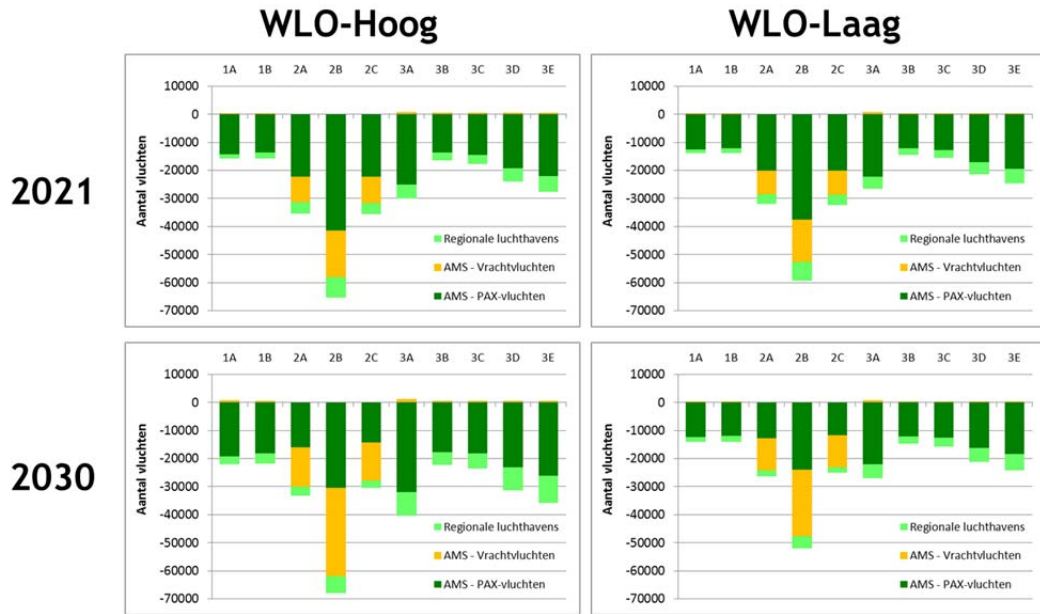 WLO-Hoog
WLO-Laag
2021
1A 1B 2A 2B 2C 3A 3B 3C 3D 3E
10000
0
-10000
-20000
-30000
-40000
-50000
-60000
-70000
Aantal vluchten
Regionale luchthavens
AMS - Vrachtvluchten
AMS - PAX-vluchten
1A 1B 2A 2B 2C 3A 3B 3C 3D 3E
10000
0
-10000
-20000
-30000
-40000
-50000
-60000
-70000
Aantal vluchten
Regionale luchthavens
AMS - Vrachtvluchten
AMS - PAX-vluchten
2030
1A 1B 2A 2B 2C 3A 3B 3C 3D 3E
10000
0
-10000
-20000
-30000
-40000
-50000
-60000
-70000
Aantal vluchten
Regionale luchthavens
AMS - Vrachtvluchten
AMS - PAX-vluchten
1A 1B 2A 2B 2C 3A 3B 3C 3D 3E
10000
0
-10000
-20000
-30000
-40000
-50000
-60000
-70000
Aantal vluchten
Regionale luchthavens
AMS - Vrachtvluchten
AMS - PAX-vluchten